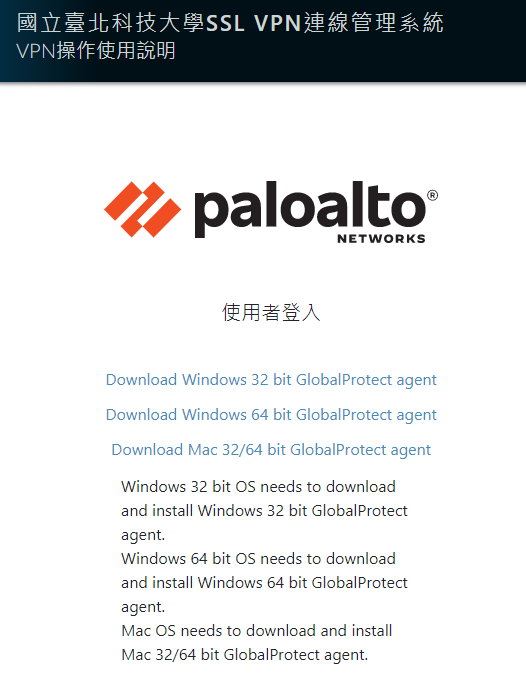 國立臺北科技大學SSL VPN連線管理系統
VPN操作使用說明
paloalto®
NETWORKS
使用者登入
Download Windows 32 bit GlobalProtect agent
Download Windows 64 bit GlobalProtect agent
Download Mac 32/64 bit GlobalProtect agent
Windows 32 bit OS needs to download
and install Windows 32 bit GlobalProtect
agent.
Windows 64 bit OS needs to download
and install Windows 64 bit GlobalProtect
agent.
Mac OS needs to download and install
Mac 32/64 bit GlobalProtect agent.